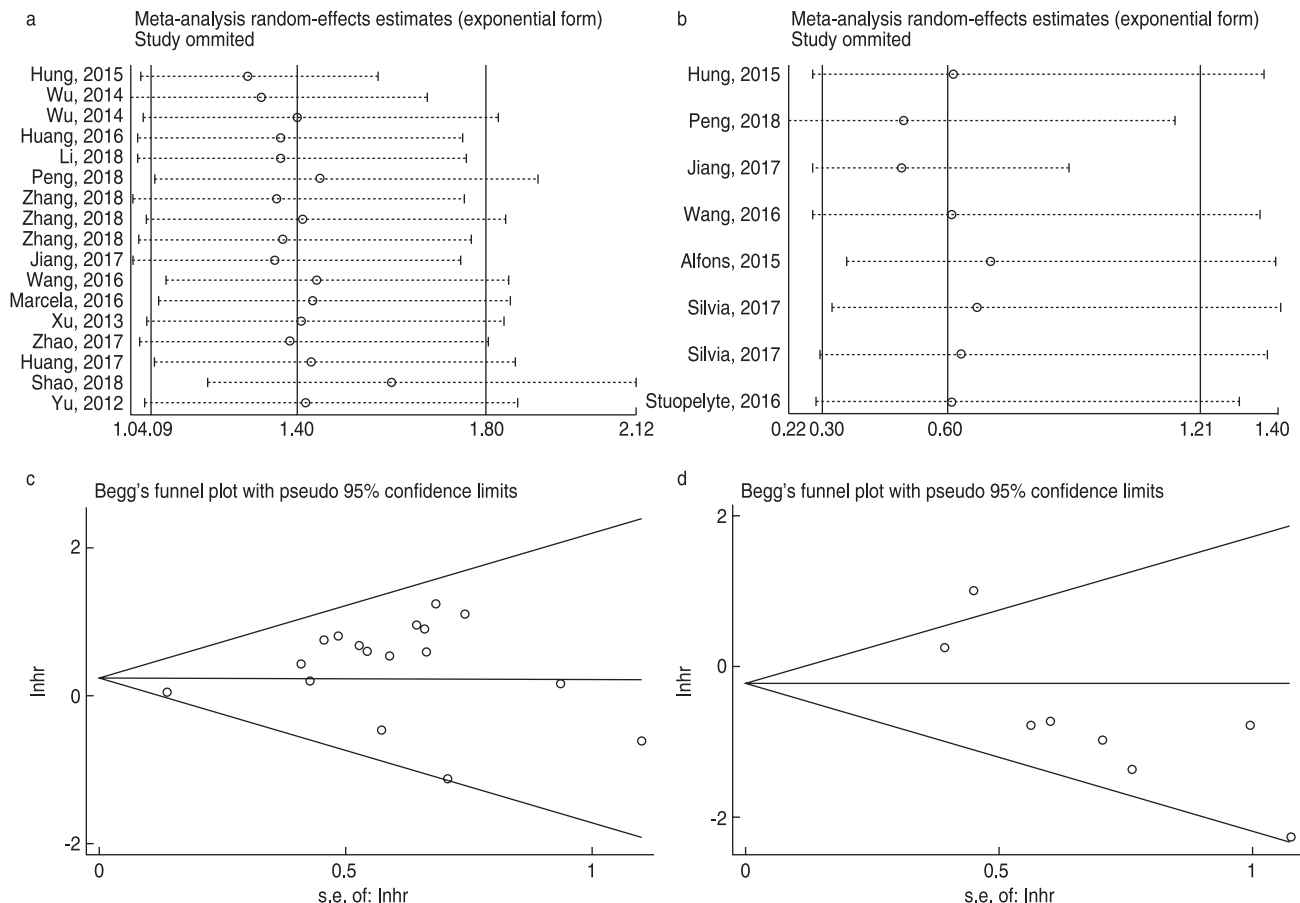 a
Meta-analysis random-effects estimates (exponential form)
Study ommited
Hung, 2015
Wu, 2014
Wu, 2014
Huang, 2016
Li, 2018
Peng, 2018
Zhang, 2018
Zhang, 2018
Zhang, 2018
Jiang, 2017
Wang, 2016
Marcela, 2016
Xu, 2013
Zhao, 2017
Huang, 2017
Shao, 2018
Yu, 2012
1.04.09 1.40 1.80 2.12
b
Meta-analysis random-effects estimates (exponential form)
Study ommited
Hung, 2015
Peng, 2018
Jiang, 2017
Wang, 2016
Alfons, 2015
Silvia, 2017
Silvia, 2017
Stuopelyte, 2016
0.22 0.30 0.60 1.21 1.40
c
Begg's funnel plot with pseudo 95% confidence limits
2
0
-2
lnhr
0 0.5 1
s.e. of: lnhr
d
Begg's funnel plot with pseudo 95% confidence limits
2
0
-2
lnhr
0 0.5 1
s.e. of: lnhr